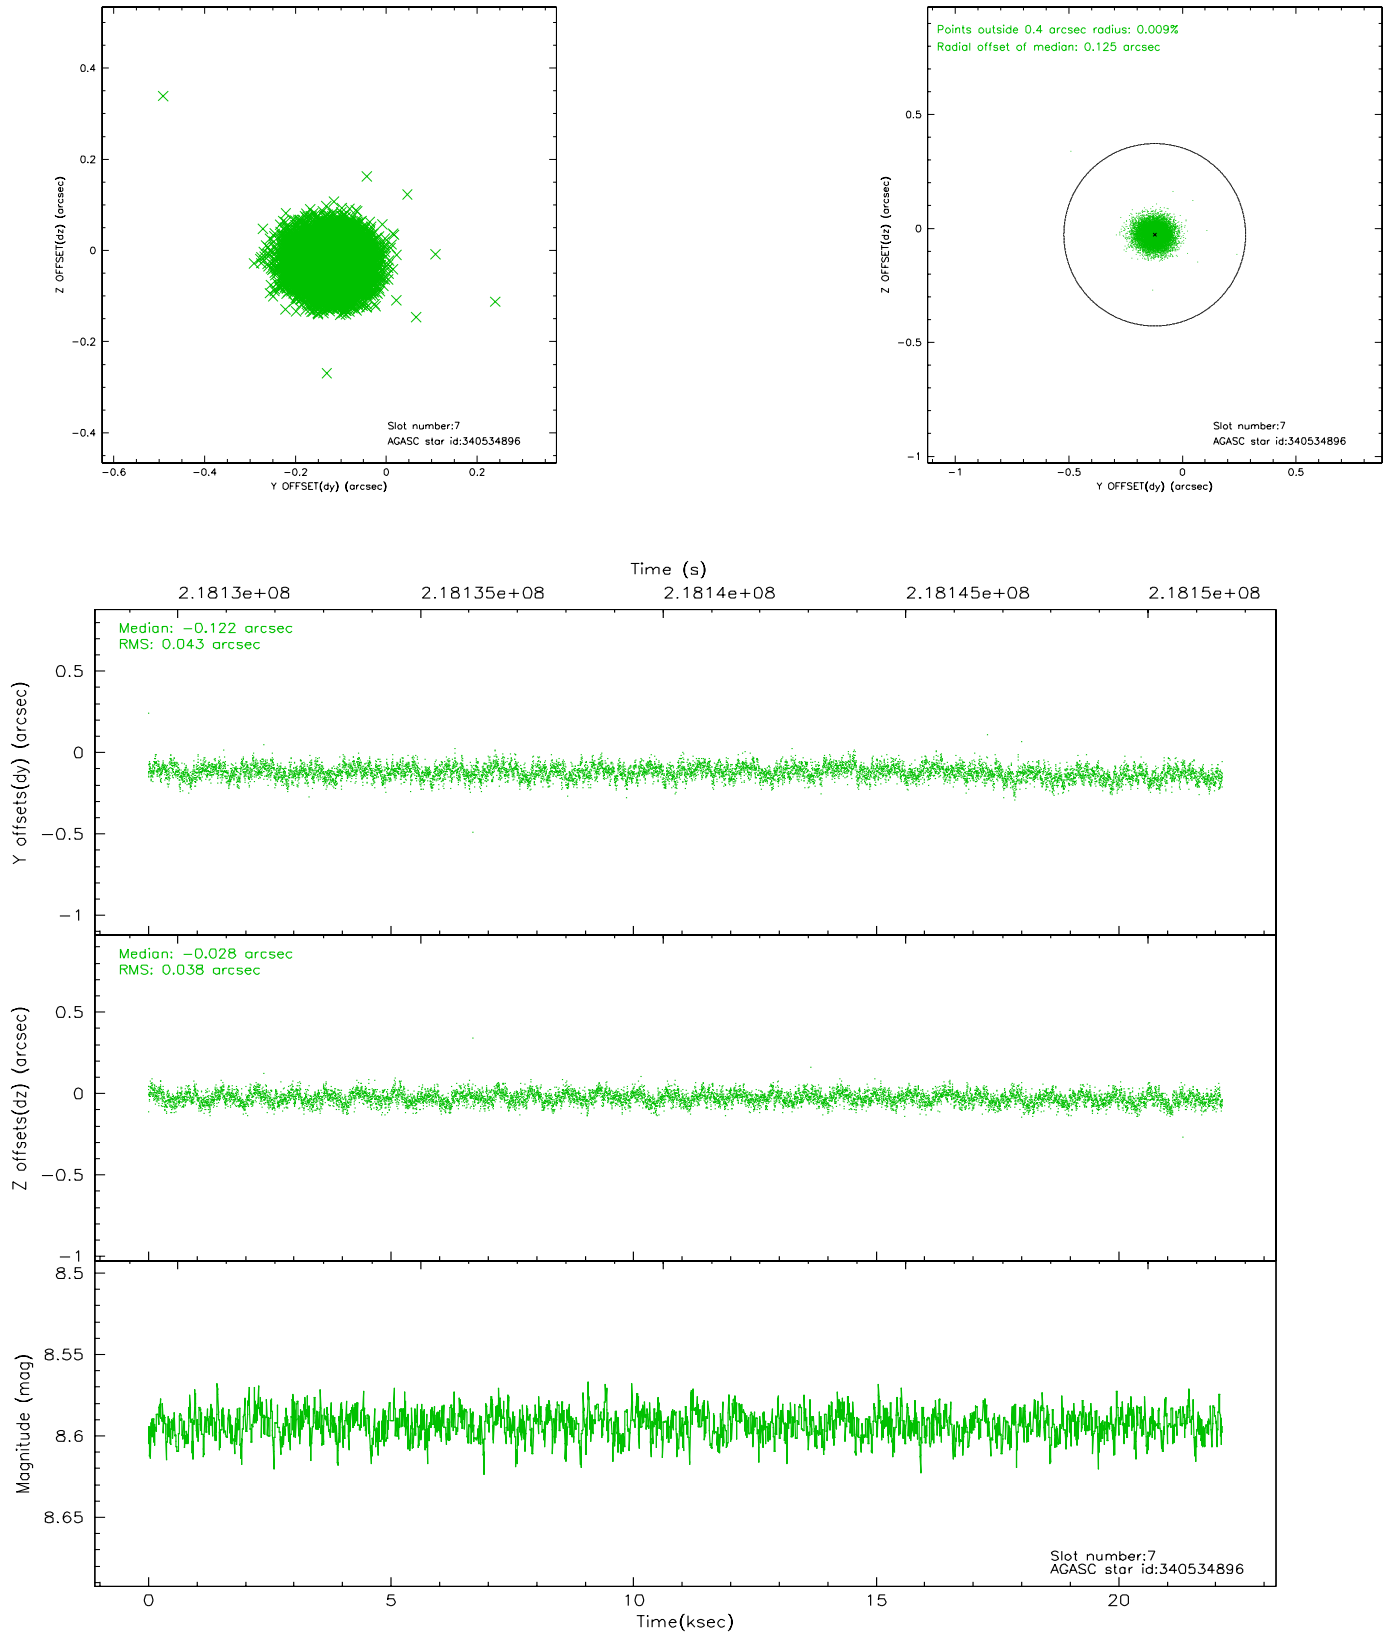 0.4
0.2
0
−0.2
−0.4
Z OFFSET(dz) (arcsec)
Slot number:7
AGASC star id:340534896
−0.6 −0.4 −0.2 0 0.2
Y OFFSET(dy) (arcsec)
Points outside 0.4 arcsec radius: 0.009%
Radial offset of median: 0.125 arcsec
0.5
0
−0.5
−1
Z OFFSET(dz) (arcsec)
Slot number:7
AGASC star id:340534896
−1 −0.5 0 0.5
Y OFFSET(dy) (arcsec)
Time (s)
2.1813e+08 2.18135e+08 2.1814e+08 2.18145e+08 2.1815e+08
Median: −0.122 arcsec
RMS: 0.043 arcsec
0.5
0
−0.5
−1
Y offsets(dy) (arcsec)
Median: −0.028 arcsec
RMS: 0.038 arcsec
0.5
0
−0.5
−1
Z offsets(dz) (arcsec)
8.5
8.55
8.6
8.65
Magnitude (mag)
Slot number:7
AGASC star id:340534896
0 5 10 15 20
Time(ksec)